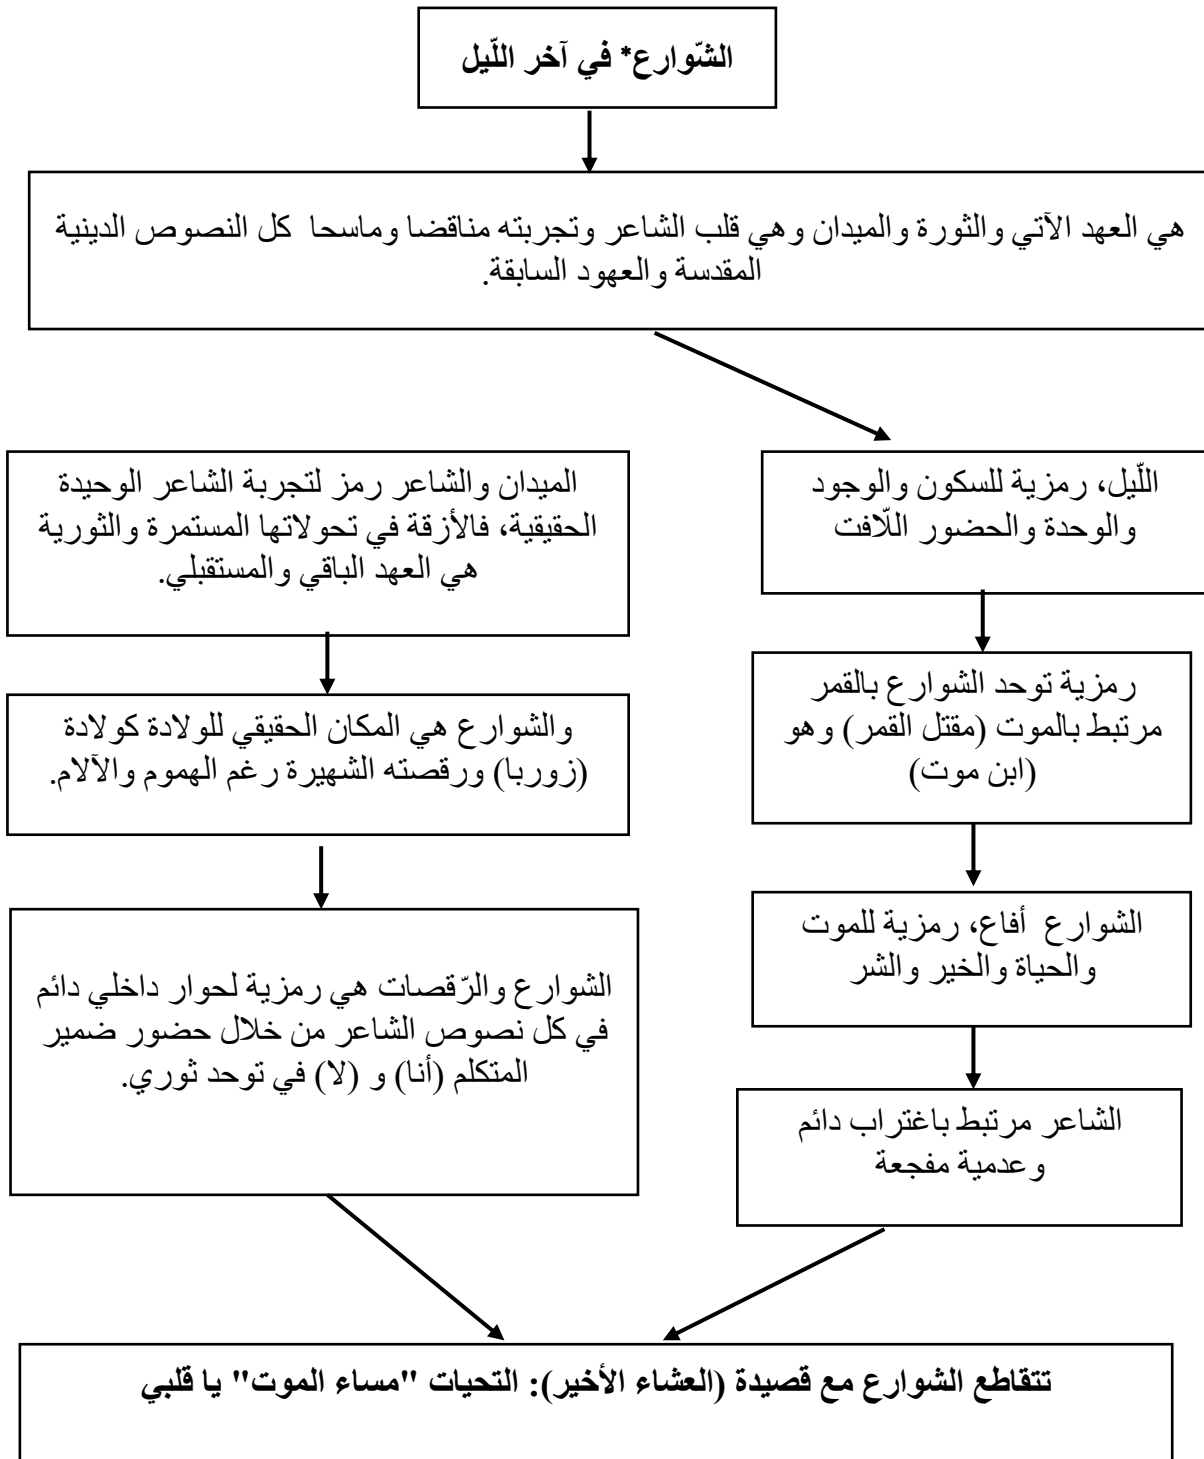 الشّوارع* في آخر اللّيل
هي العهد الآتي والثورة والميدان وهي قلب الشاعر وتجربته مناقضا وماسحا كل النصوص الدينية
المقدسة والعهود السابقة.
اللّيل، رمزية للسكون والوجود
والوحدة والحضور اللّافت
الميدان والشاعر رمز لتجربة الشاعر الوحيدة
الحقيقية، فالأزقة في تحولاتها المستمرة والثورية
هي العهد الباقي والمستقبلي.
رمزية توحد الشوارع بالقمر
مرتبط بالموت (مقتل القمر) وهو
(ابن موت)
والشوارع هي المكان الحقيقي للولادة كولادة
(زوربا) ورقصته الشهيرة رغم الهموم والآلام.
الشوارع أفاع، رمزية للموت
والحياة والخير والشر
الشوارع والرّقصات هي رمزية لحوار داخلي دائم
في كل نصوص الشاعر من خلال حضور ضمير
المتكلم (أنا) و (لا) في توحد ثوري.
الشاعر مرتبط باغتراب دائم
وعدمية مفجعة
تتقاطع الشوارع مع قصيدة (العشاء الأخير): التحيات "مساء الموت" يا قلبي